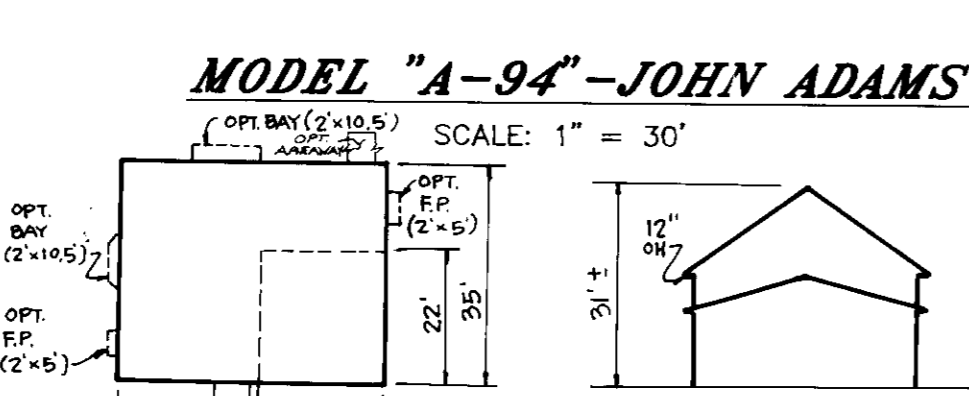 MODEL "A-94"-JOHN ADAMS
OPT. BAY (2'x10.5')
SCALE: 1" = 30'
OPT.
AREAWAY
OPT.
F.P.
(2'x5')
OPT.
BAY
(2'x10.5')
12"
OH
31'±
22'
35'
OPT.
F.P.
(2'x5')